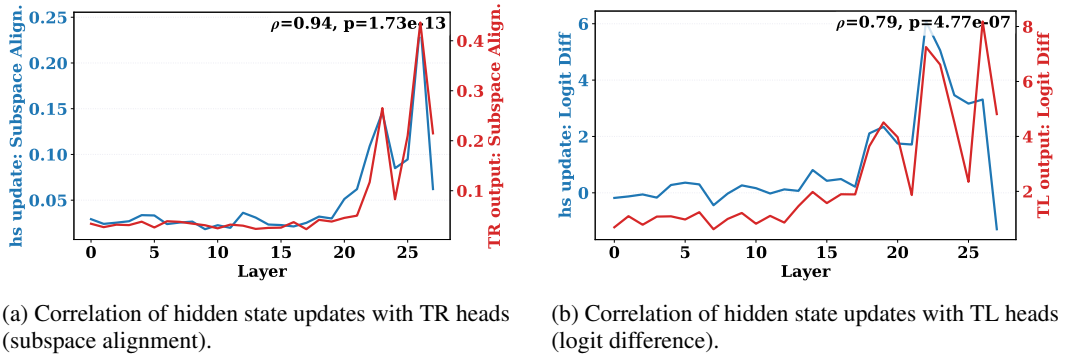 ρ=0.94, p=1.73e-13
hs update: Subspace Align.
0.25
0.20
0.15
0.10
0.05
0.4
0.3
0.2
0.1
TR output: Subspace Align.
0 5 10 15 20 25
Layer
(a) Correlation of hidden state updates with TR heads
(subspace alignment).
ρ=0.79, p=4.77e-07
hs update: Logit Diff
6
4
2
0
8
6
4
2
TL output: Logit Diff
0 5 10 15 20 25
Layer
(b) Correlation of hidden state updates with TL heads
(logit difference).